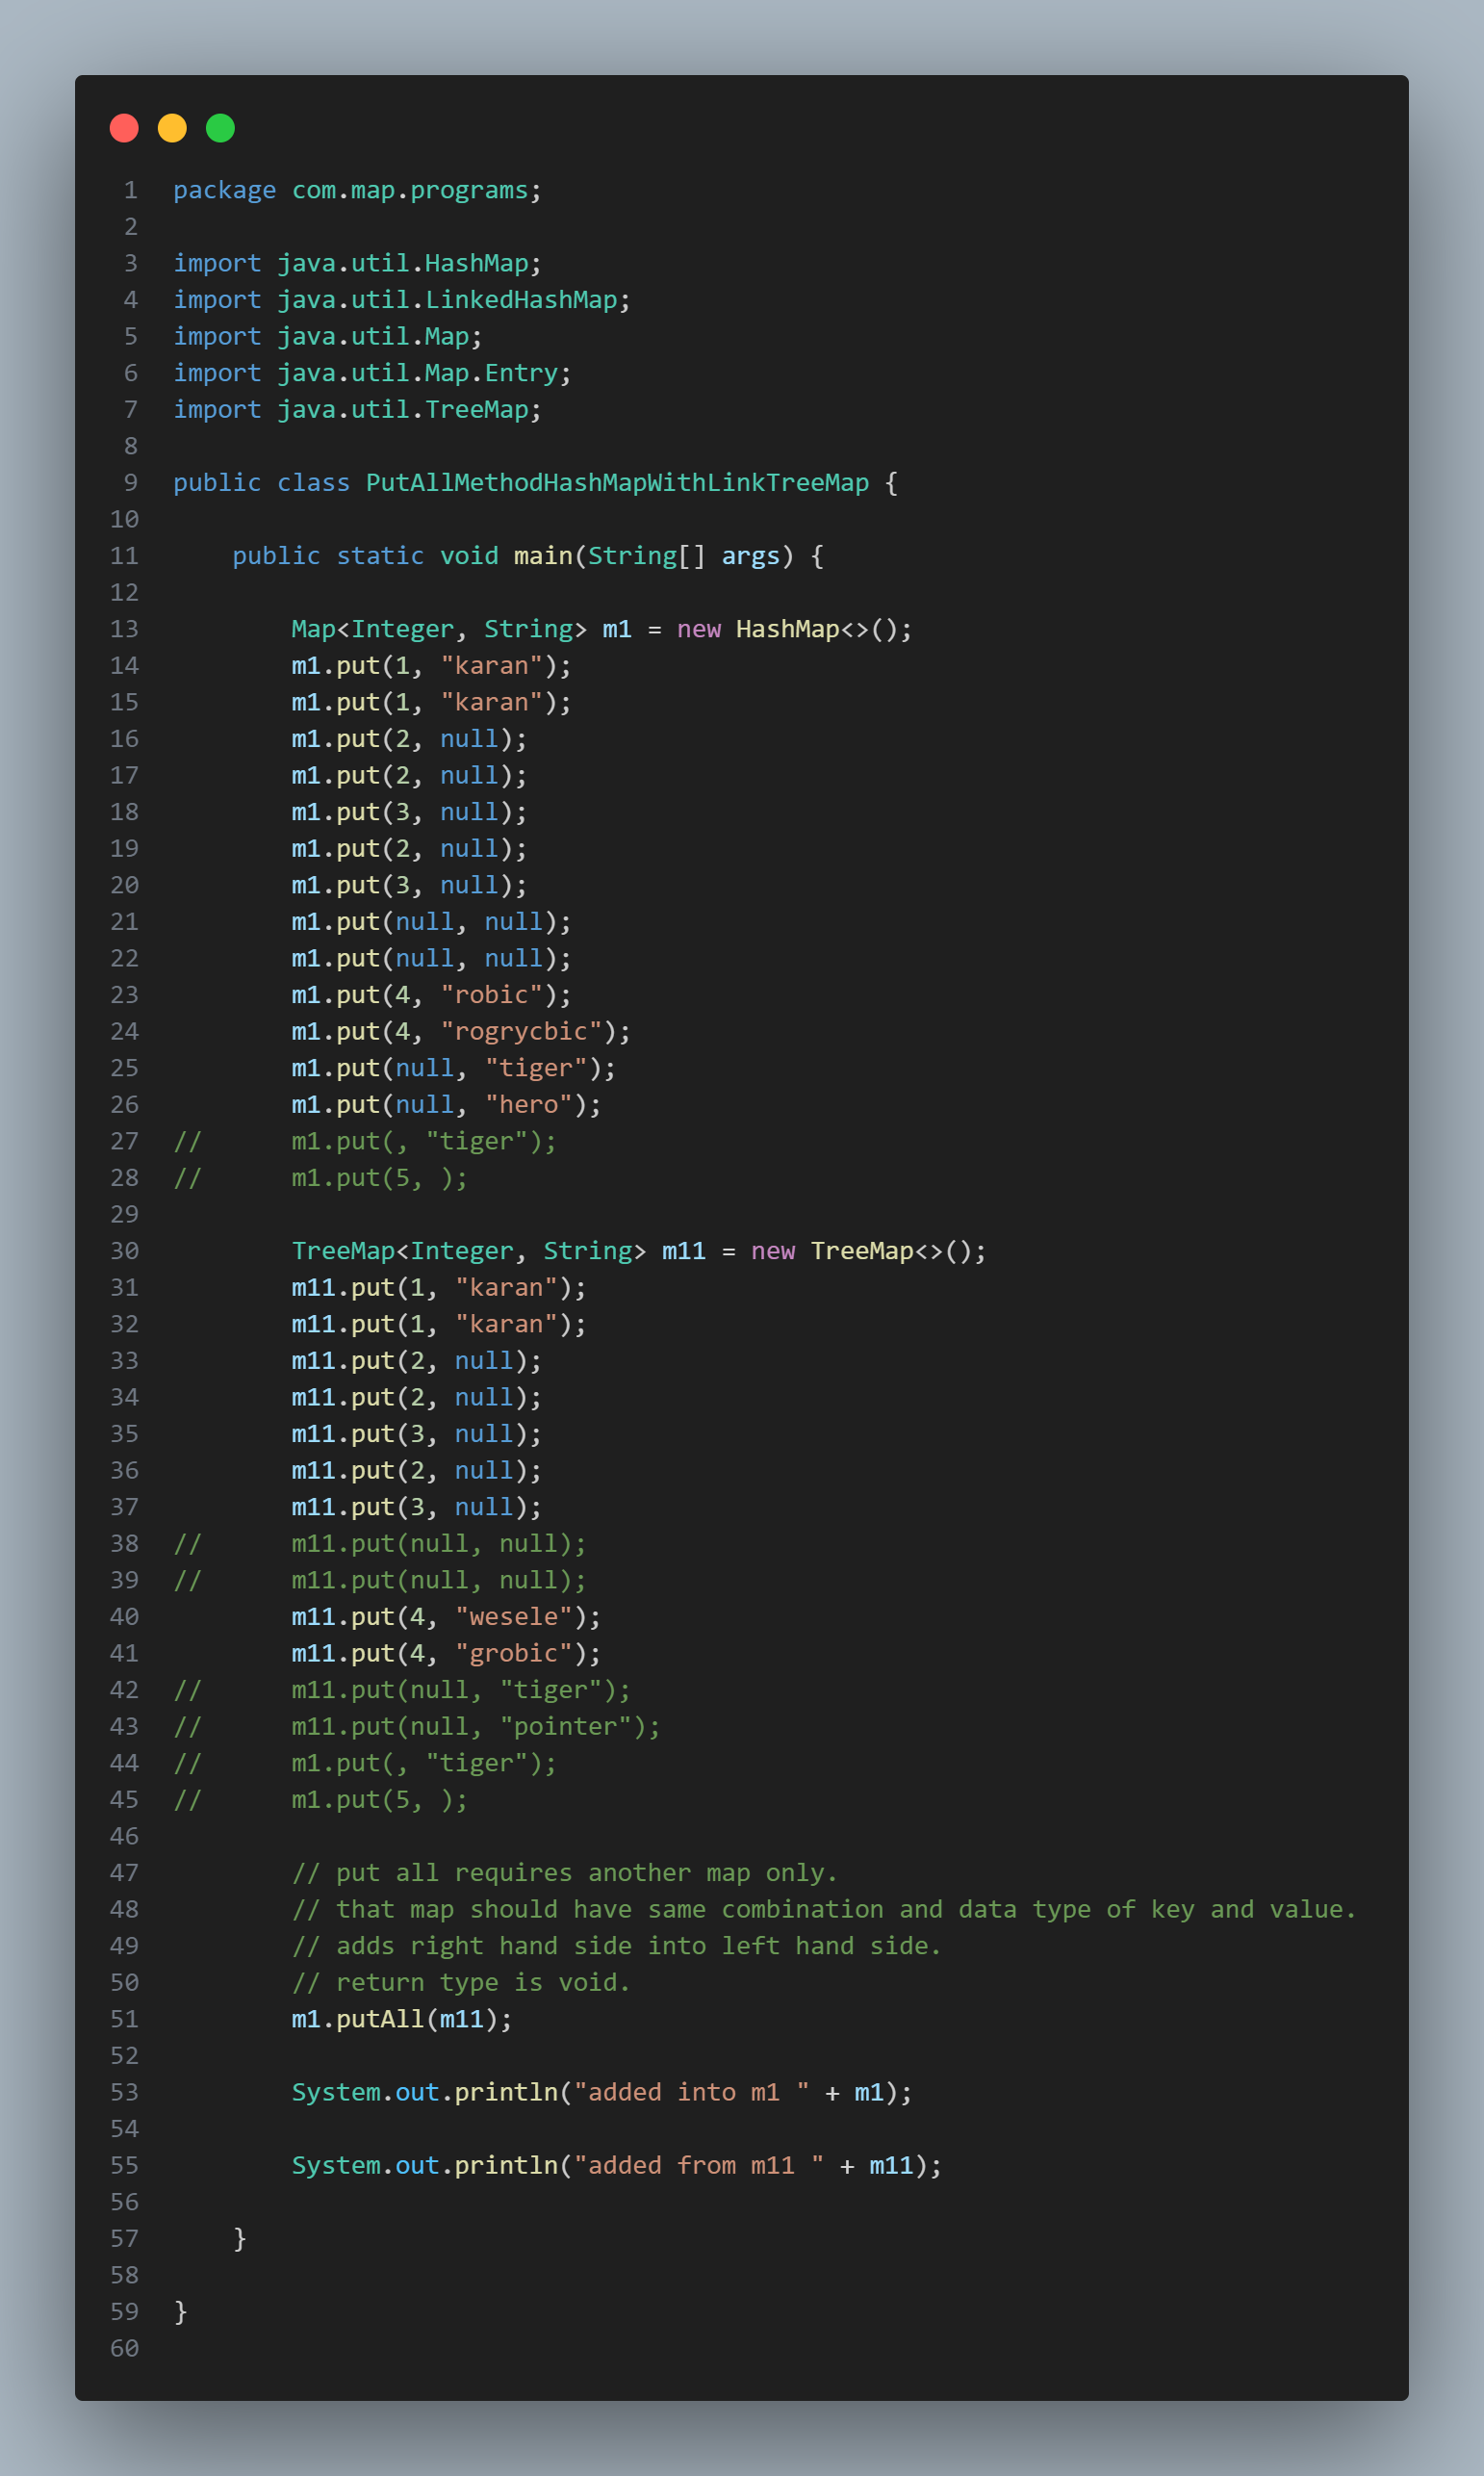 1 package com.map.programs;
2
3 import java.util.HashMap;
4 import java.util.LinkedHashMap;
5 import java.util.Map;
6 import java.util.Map.Entry;
7 import java.util.TreeMap;
8
9 public class PutAllMethodHashMapWithLinkTreeMap {
10
11     public static void main(String[] args) {
12
13         Map<Integer, String> m1 = new HashMap<>();
14         m1.put(1, "karan");
15         m1.put(1, "karan");
16         m1.put(2, null);
17         m1.put(2, null);
18         m1.put(3, null);
19         m1.put(2, null);
20         m1.put(3, null);
21         m1.put(null, null);
22         m1.put(null, null);
23         m1.put(4, "robic");
24         m1.put(4, "rogrycbic");
25         m1.put(null, "tiger");
26         m1.put(null, "hero");
27 //      m1.put(, "tiger");
28 //      m1.put(5, );
29
30         TreeMap<Integer, String> m11 = new TreeMap<>();
31         m11.put(1, "karan");
32         m11.put(1, "karan");
33         m11.put(2, null);
34         m11.put(2, null);
35         m11.put(3, null);
36         m11.put(2, null);
37         m11.put(3, null);
38 //      m11.put(null, null);
39 //      m11.put(null, null);
40         m11.put(4, "wesele");
41         m11.put(4, "grobic");
42 //      m11.put(null, "tiger");
43 //      m11.put(null, "pointer");
44 //      m1.put(, "tiger");
45 //      m1.put(5, );
46
47         // put all requires another map only.
48         // that map should have same combination and data type of key and value.
49         // adds right hand side into left hand side.
50         // return type is void.
51         m1.putAll(m11);
52
53         System.out.println("added into m1 " + m1);
54
55         System.out.println("added from m11 " + m11);
56
57     }
58
59 }
60